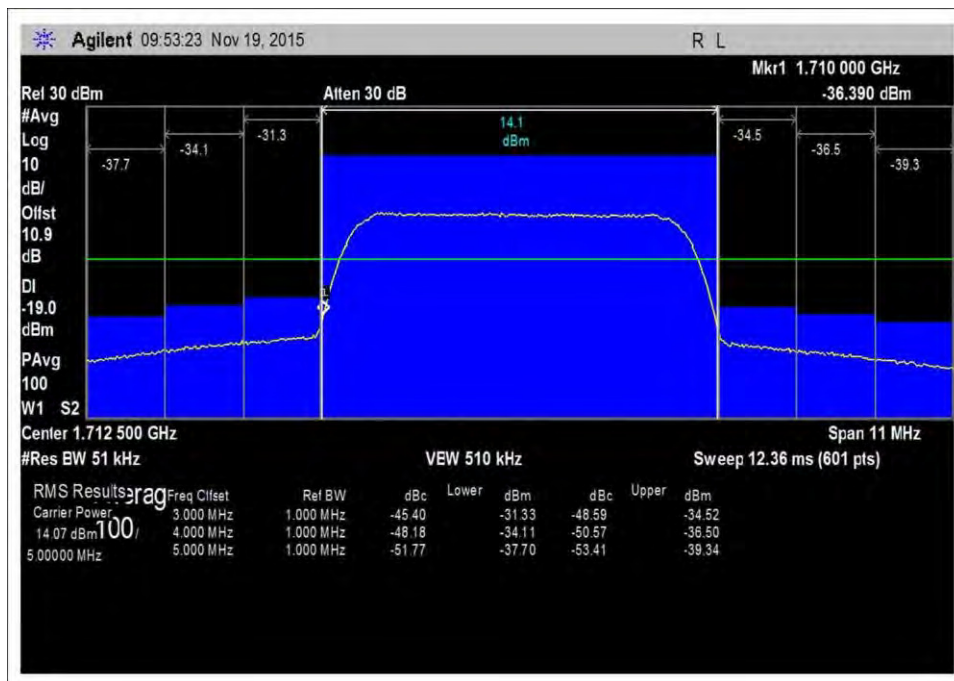 Agilent 09:53:23 Nov 19, 2015 R L
Mkr1 1.710 000 GHz
Ref 30 dBm Atten 30 dB -36.390 dBm
#Avg
Log
10
dB/
Offst
10.9
dB
DI
-19.0
dBm
PAvg
100
W1 S2
-37.7 -34.1 -31.3 14.1 -34.5 -36.5 -39.3
dBm
Center 1.712 500 GHz Span 11 MHz
#Res BW 51 kHz VBW 510 kHz Sweep 12.36 ms (601 pts)
RMS Results Freq Offset Ref BW dBc Lower dBm dBc Upper dBm
Carrier Power 3.000 MHz 1.000 MHz -45.40 -31.33 -48.59 -34.52
14.07 dBm 100/ 4.000 MHz 1.000 MHz -48.18 -34.11 -50.57 -36.50
5.00000 MHz 5.000 MHz 1.000 MHz -51.77 -37.70 -53.41 -39.34